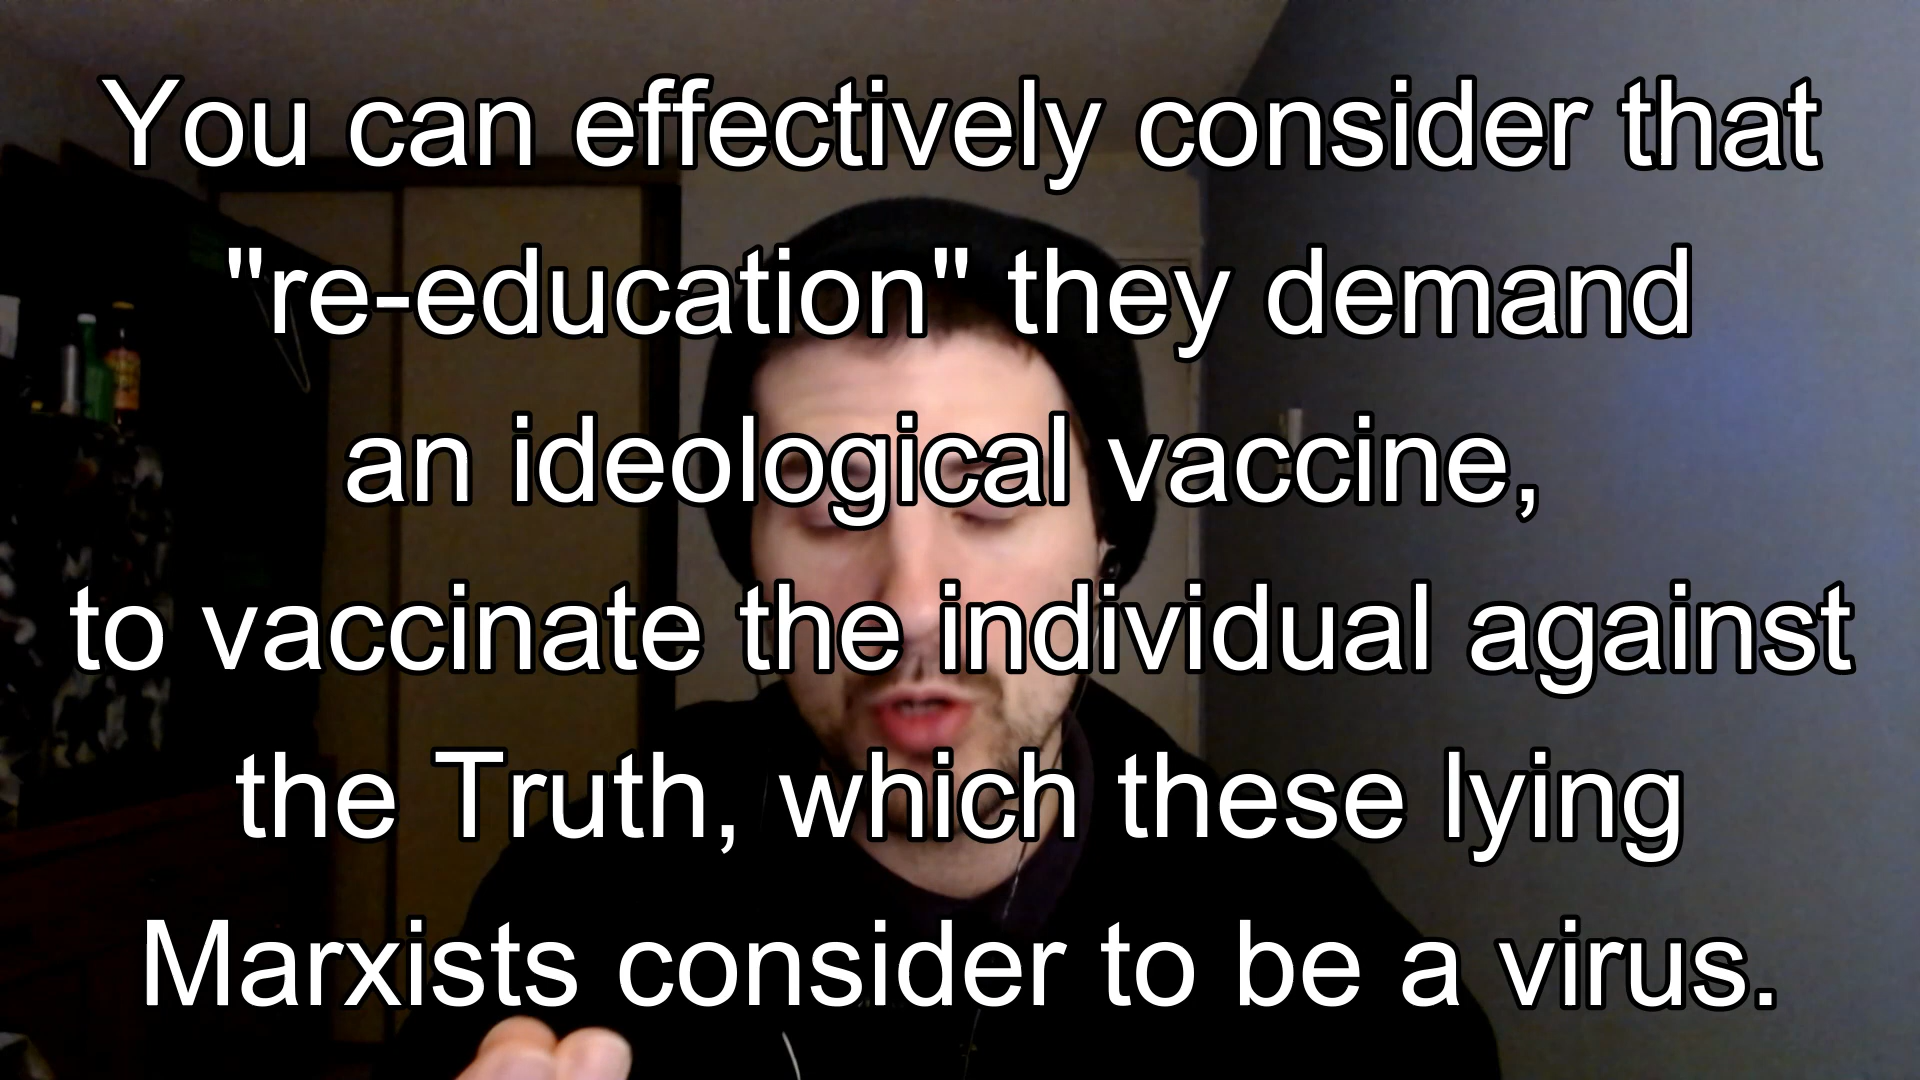 You can effectively consider that
"re-education" they demand
an ideological vaccine,
to vaccinate the individual against
the Truth, which these lying
Marxists consider to be a virus.